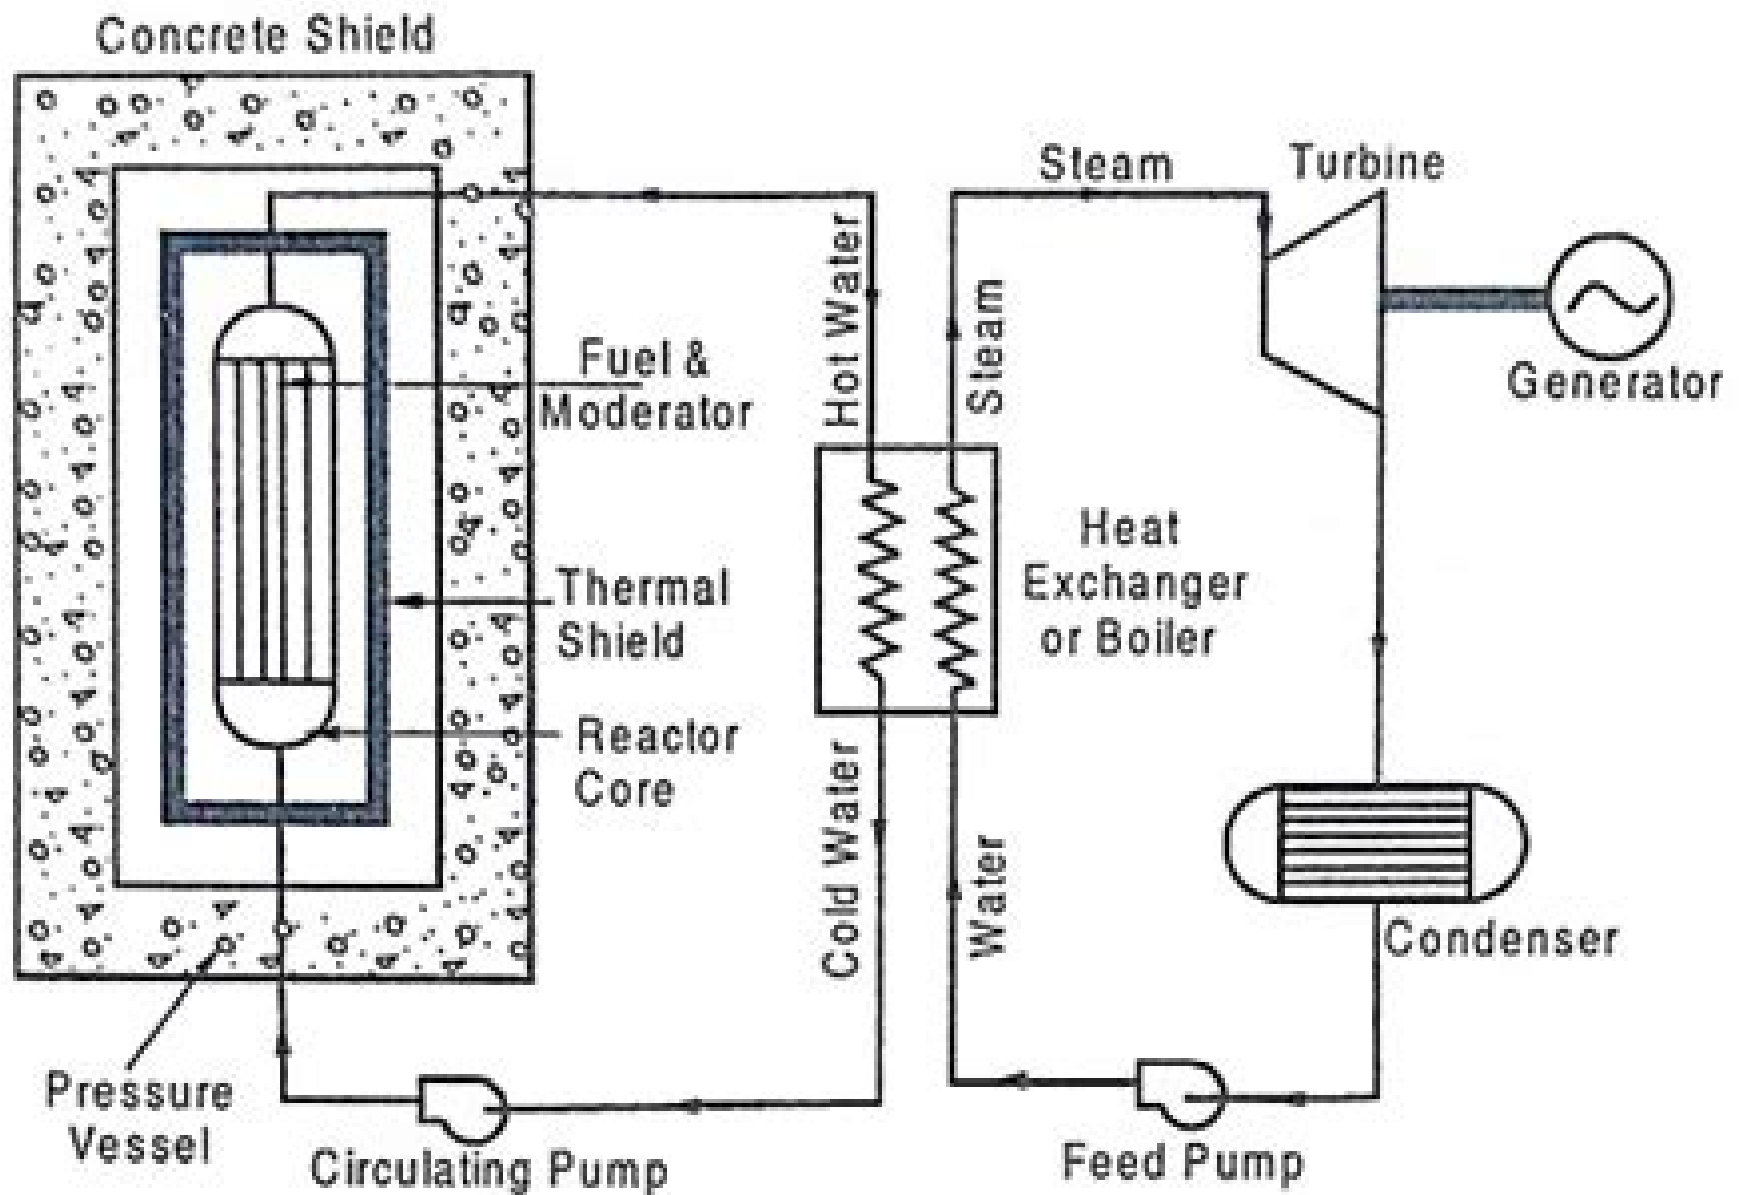 Concrete Shield
Steam
Turbine
Hot Water
Steam
Generator
Fuel &
Moderator
Heat
Exchanger
or Boiler
Thermal
Shield
Reactor
Core
Cold Water
Water
Condenser
Pressure
Vessel
Circulating Pump
Feed Pump